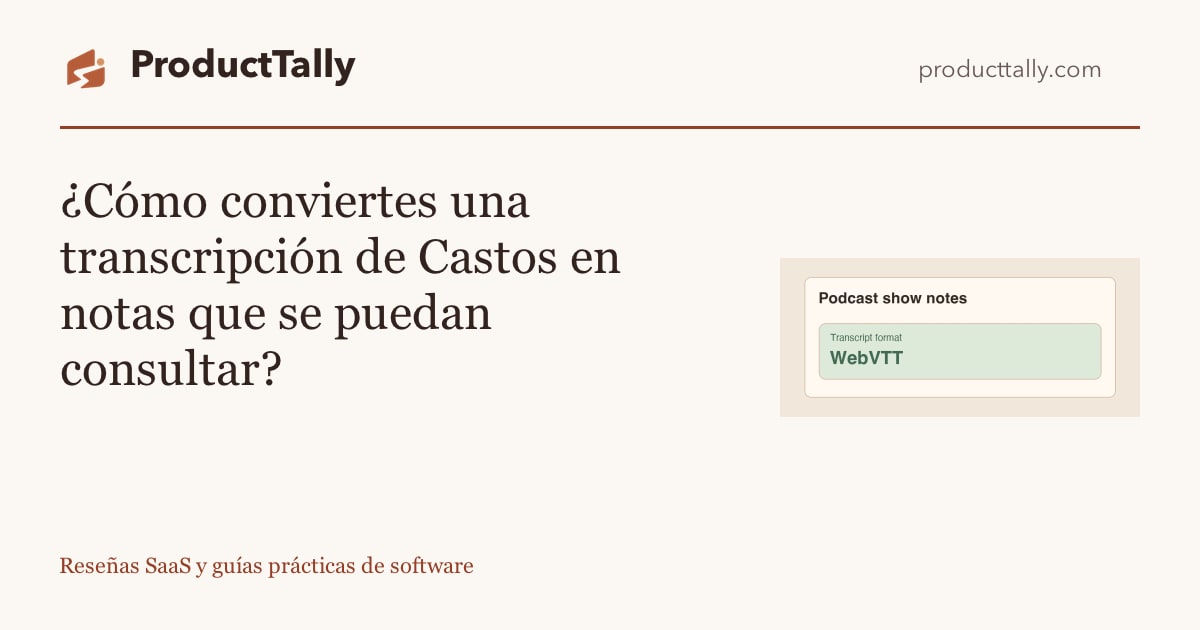 ProductTally
producttally.com
¿Cómo conviertes una
transcripción de Castos en
notas que se puedan
consultar?
Podcast show notes
Transcript format
WebVTT
Reseñas SaaS y guías prácticas de software